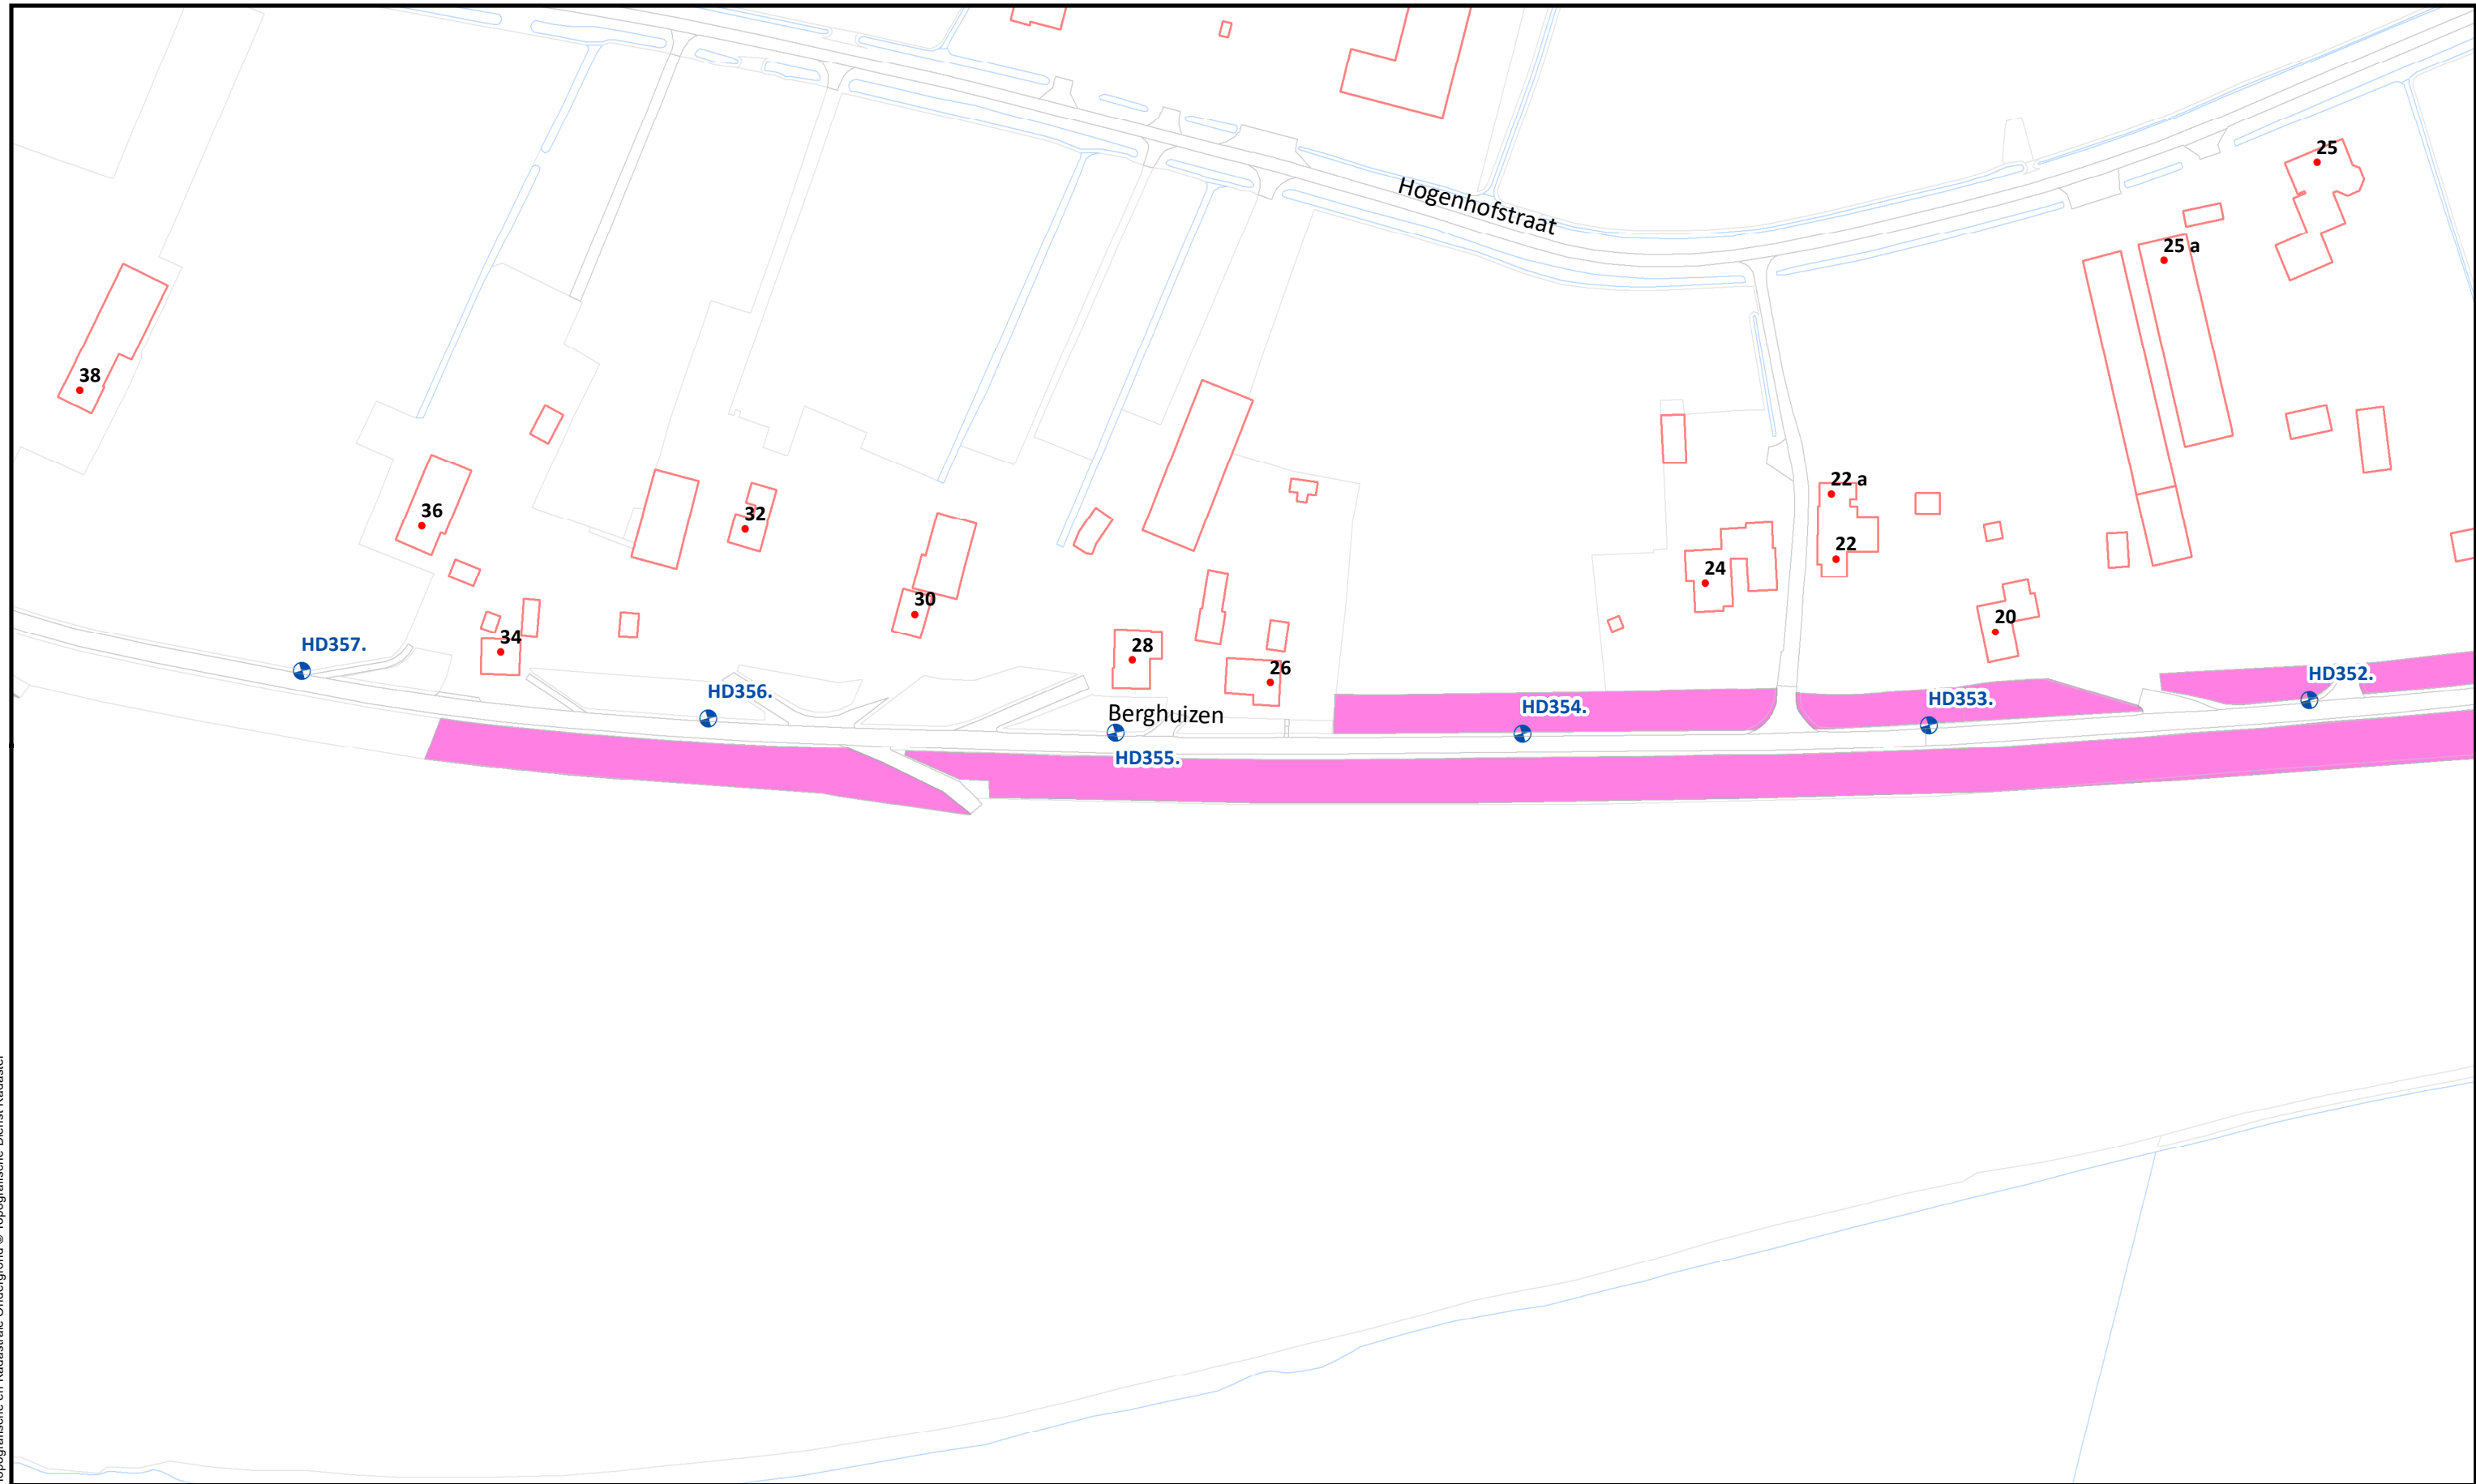 25
Hogenhofstraat
25 a
38
22 a
36
32
22
24
30
20
34
28
26
HD357.
HD356.
HD352.
HD353.
HD354.
Berghuizen
HD355.